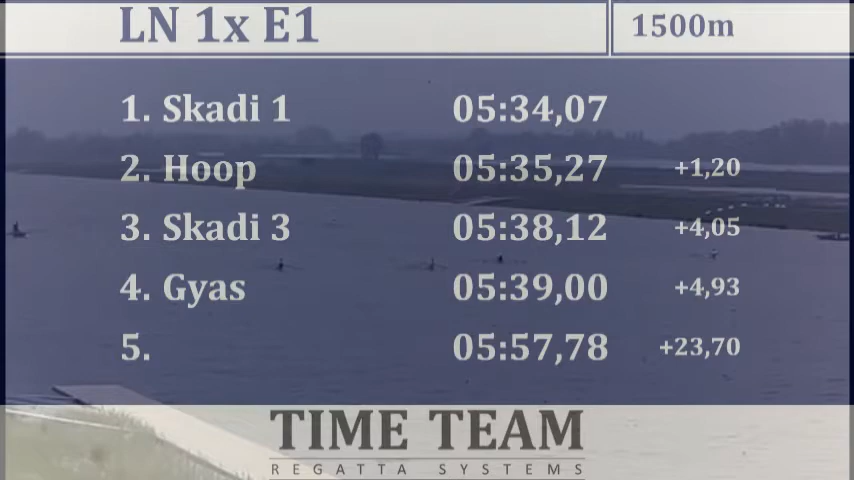 LN 1x E1 1500m
1. Skadi 1 05:34,07
2. Hoop 05:35,27 +1,20
3. Skadi 3 05:38,12 +4,05
4. Gyas 05:39,00 +4,93
5. 05:57,78 +23,70
TIME TEAM
REGATTA SYSTEMS